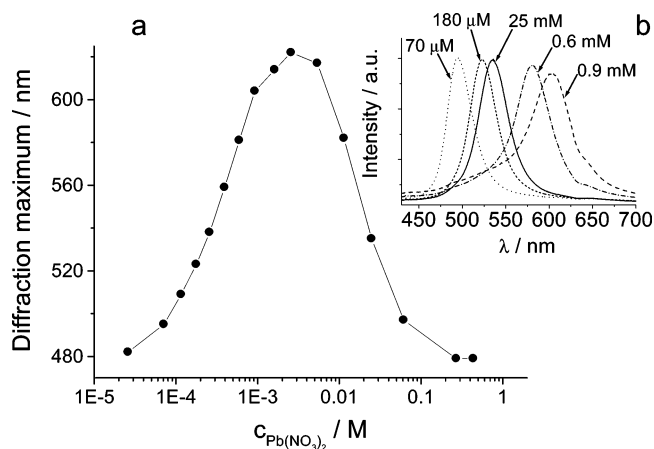 a
Diffraction maximum / nm
600
560
520
480
1E-5 1E-4 1E-3 0.01 0.1 1
cPb(NO3)2 / M
b
Intensity / a.u.
70 µM
180 µM
25 mM
0.6 mM
0.9 mM
450 500 550 600 650 700
λ / nm